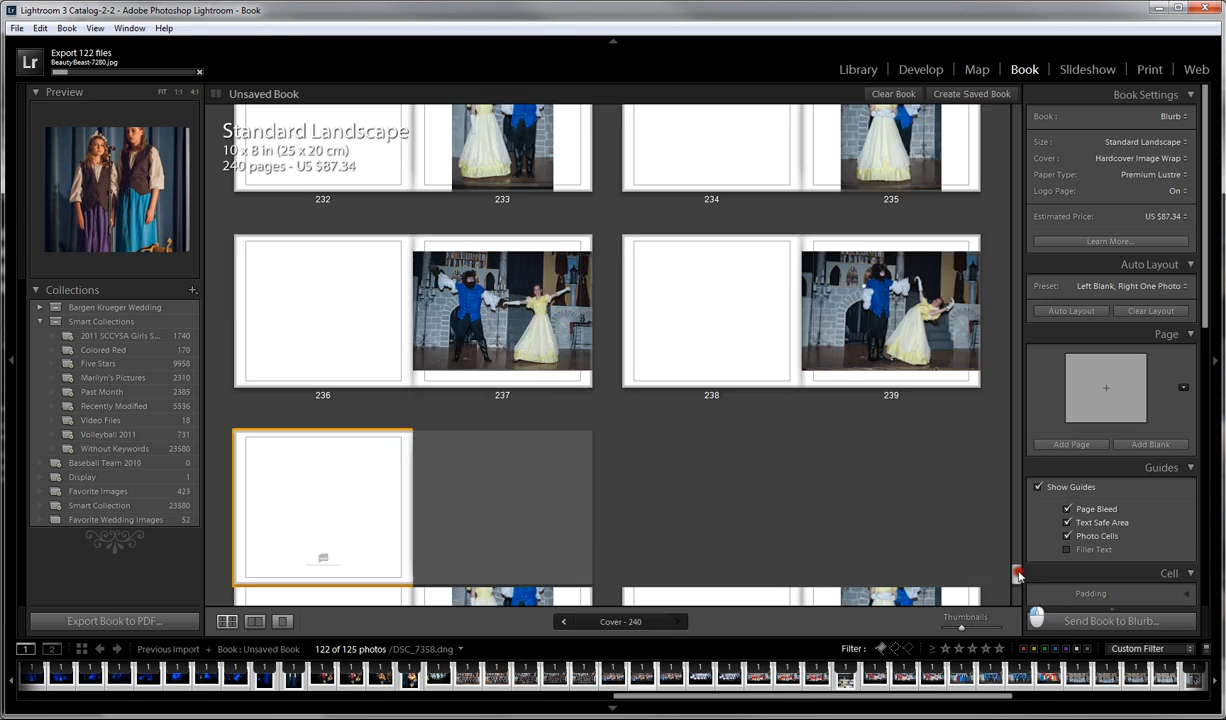 Lightroom 3 Catalog-2-2 - Adobe Photoshop Lightroom - Book
File Edit Book View Window Help
Lr
Export 122 files
BeautyBeast-7280.jpg
Library Develop Map Book Slideshow Print Web
Preview FIT 1:1 4:1
Unsaved Book
Clear Book Create Saved Book
Book Settings
Standard Landscape
10 x 8 in (25 x 20 cm)
240 pages - US $87.34
Book : Blurb
Size : Standard Landscape
Cover : Hardcover Image Wrap
Paper Type : Premium Lustre
Logo Page : On
Estimated Price: US $87.34
Learn More...
Auto Layout
Preset: Left Blank, Right One Photo
Auto Layout Clear Layout
Page
Add Page Add Blank
Guides
Show Guides
Page Bleed
Text Safe Area
Photo Cells
Filler Text
Cell
Padding
Send Book to Blurb...
232 233 234 235
236 237 238 239
Collections
Bargen Krueger Wedding
Smart Collections
2011 SCCYSA Girls S... 1740
Colored Red 170
Five Stars 9958
Marilyn's Pictures 2310
Past Month 2385
Recently Modified 5536
Video Files 18
Volleyball 2011 731
Without Keywords 23580
Baseball Team 2010 0
Display 1
Favorite Images 423
Smart Collection 23580
Favorite Wedding Images 52
Export Book to PDF...
Cover - 240
Thumbnails
1 2
Previous Import Book : Unsaved Book 122 of 125 photos /DSC_7358.dng
Filter : Custom Filter